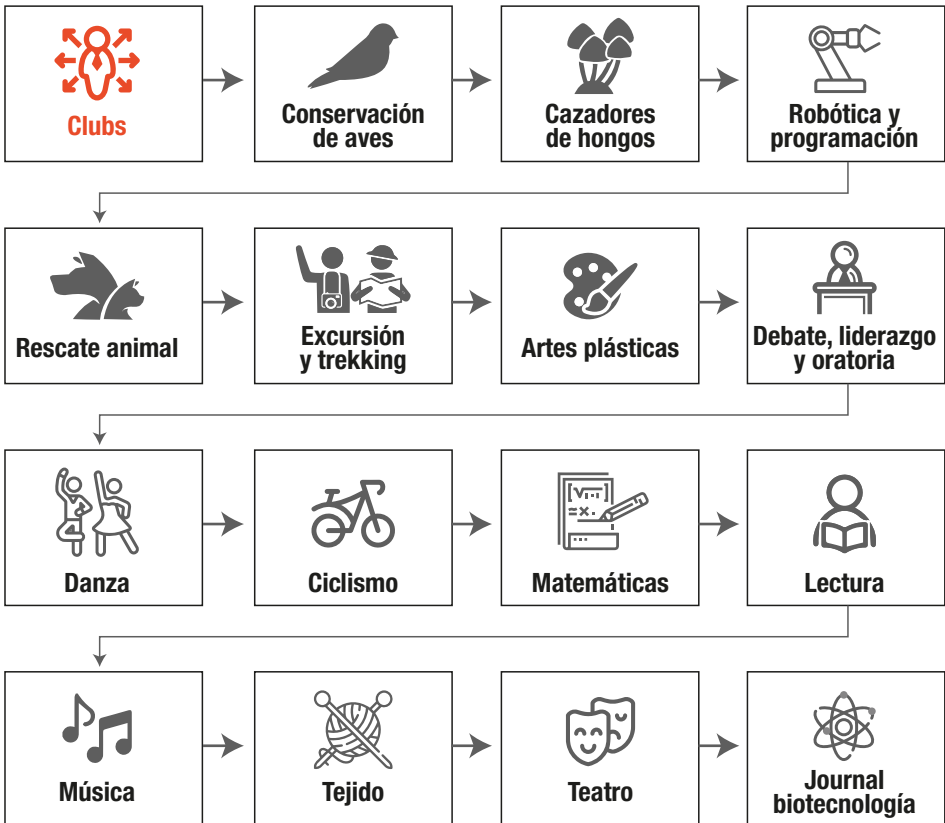 Clubs
Conservación
de aves
Cazadores
de hongos
Robótica y
programación
Rescate animal
Excursión
y trekking
Artes plásticas
Debate, liderazgo
y oratoria
Danza
Ciclismo
Matemáticas
Lectura
Música
Tejido
Teatro
Journal
biotecnología